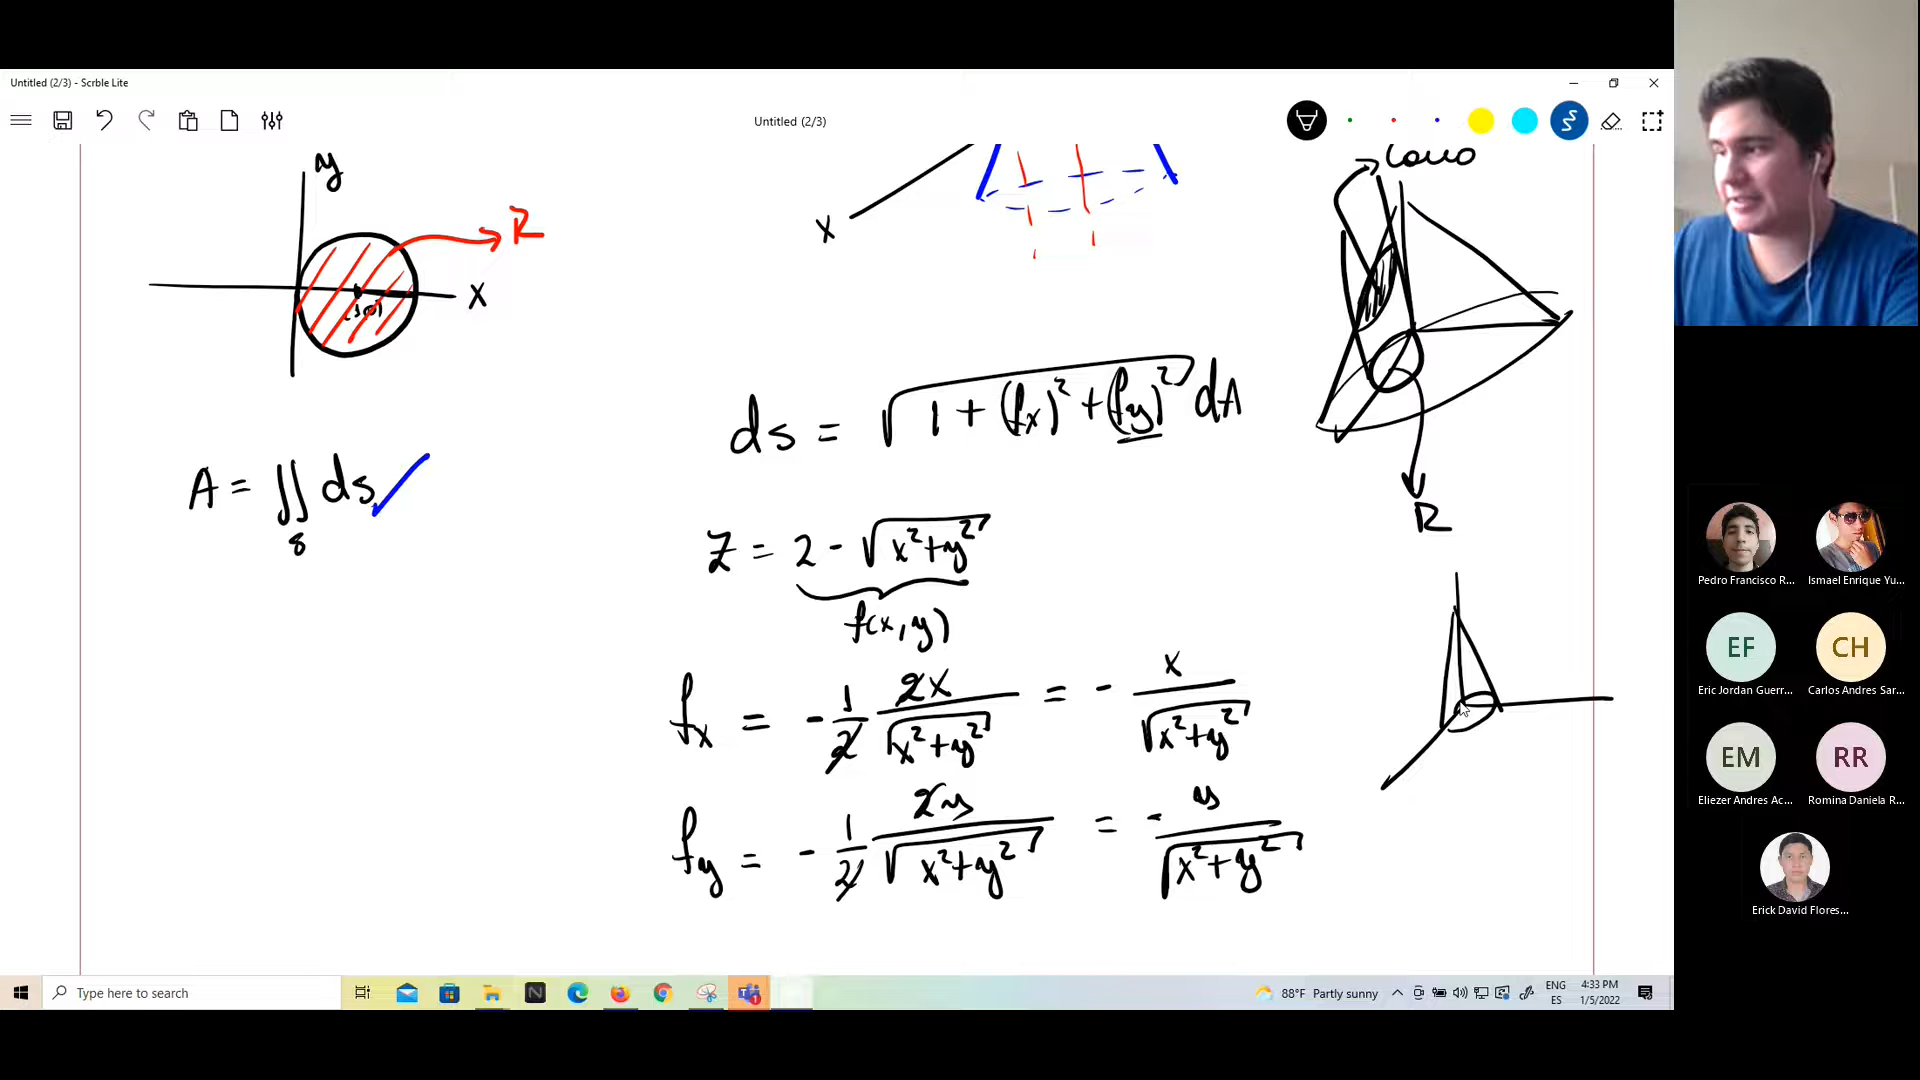 Untitled (2/3) - Scrble Lite
Untitled (2/3)
y
R
x
(1,0)
x
Cono
R
A = ∬ ds
s
ds = √(1 + (fx)² + (fy)²) dA
Z = 2 - √(x²+y²)
f(x,y)
fx = - 1/2 2x/√(x²+y²) = - x/√(x²+y²)
fy = - 1/2 2y/√(x²+y²) = - y/√(x²+y²)
Pedro Francisco R...
Ismael Enrique Yu...
EF
Eric Jordan Guerr...
CH
Carlos Andres Sar...
EM
Eliezer Andres Ac...
RR
Romina Daniela R...
Erick David Flores...
Type here to search
88°F Partly sunny
ENG
ES
4:33 PM
1/5/2022